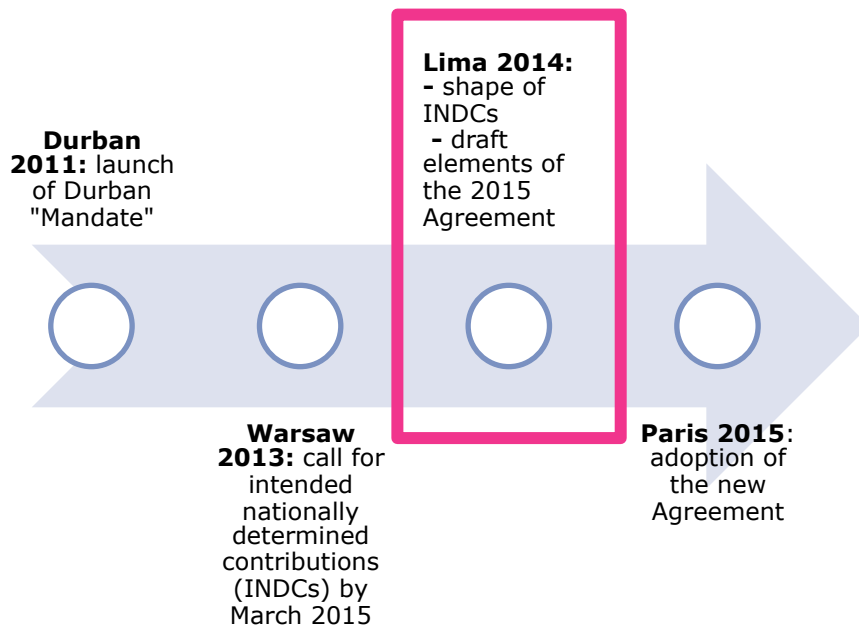 Durban
2011: launch
of Durban
"Mandate"
Warsaw
2013: call for
intended
nationally
determined
contributions
(INDCs) by
March 2015
Lima 2014:
- shape of
INDCs
- draft
elements of
the 2015
Agreement
Paris 2015:
adoption of
the new
Agreement